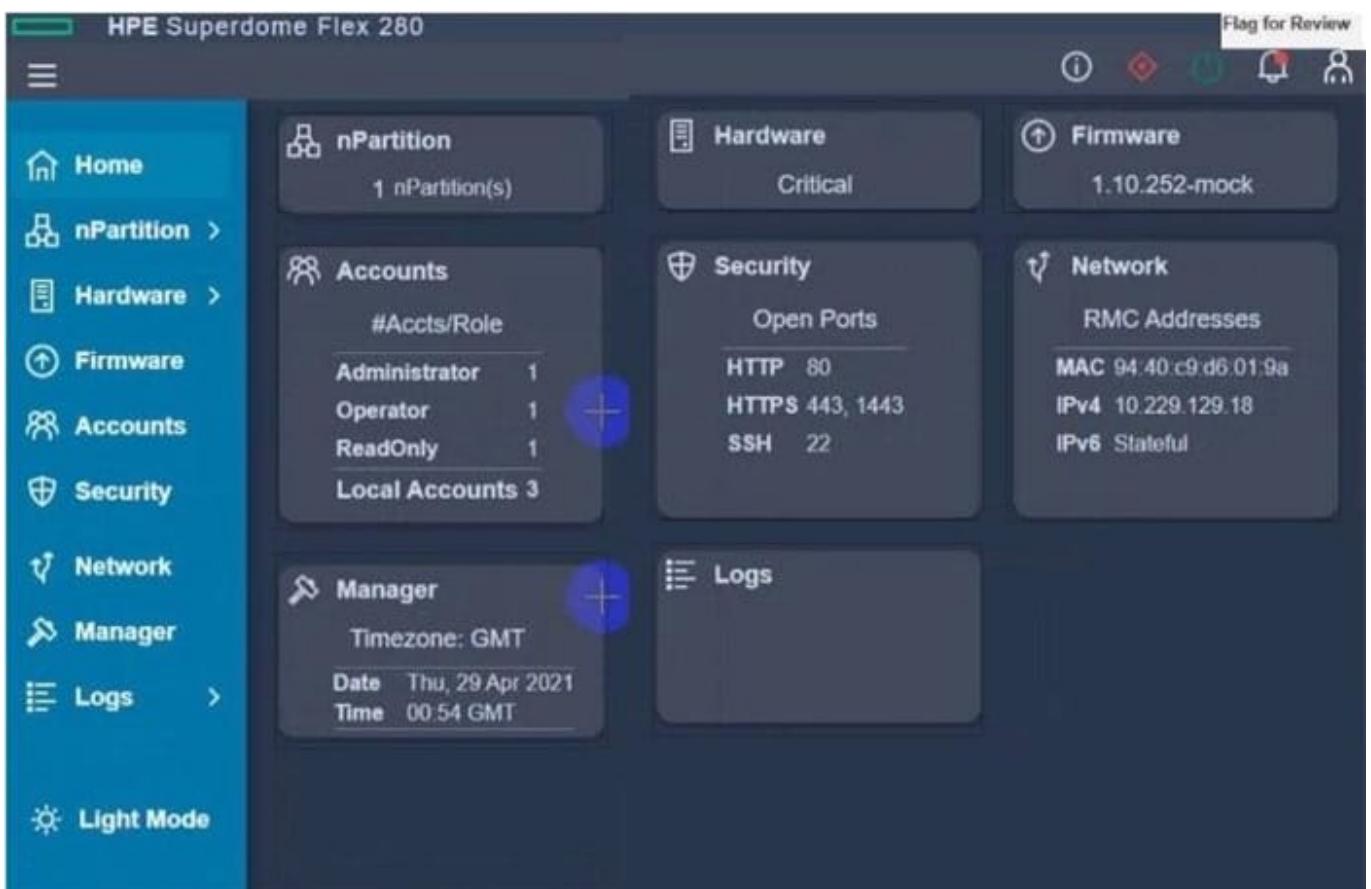 HPE Superdome Flex 280
Flag for Review
Home
nPartition
Hardware
Firmware
Accounts
Security
Network
Manager
Logs
Light Mode
nPartition
1 nPartition(s)
Hardware
Critical
Firmware
1.10.252-mock
Accounts
#Accts/Role
Administrator 1
Operator 1
ReadOnly 1
Local Accounts 3
Security
Open Ports
HTTP 80
HTTPS 443, 1443
SSH 22
Network
RMC Addresses
MAC 94:40:c9:d6:01:9a
IPv4 10.229.129.18
IPv6 Stateful
Manager
Timezone: GMT
Date Thu, 29 Apr 2021
Time 00:54 GMT
Logs